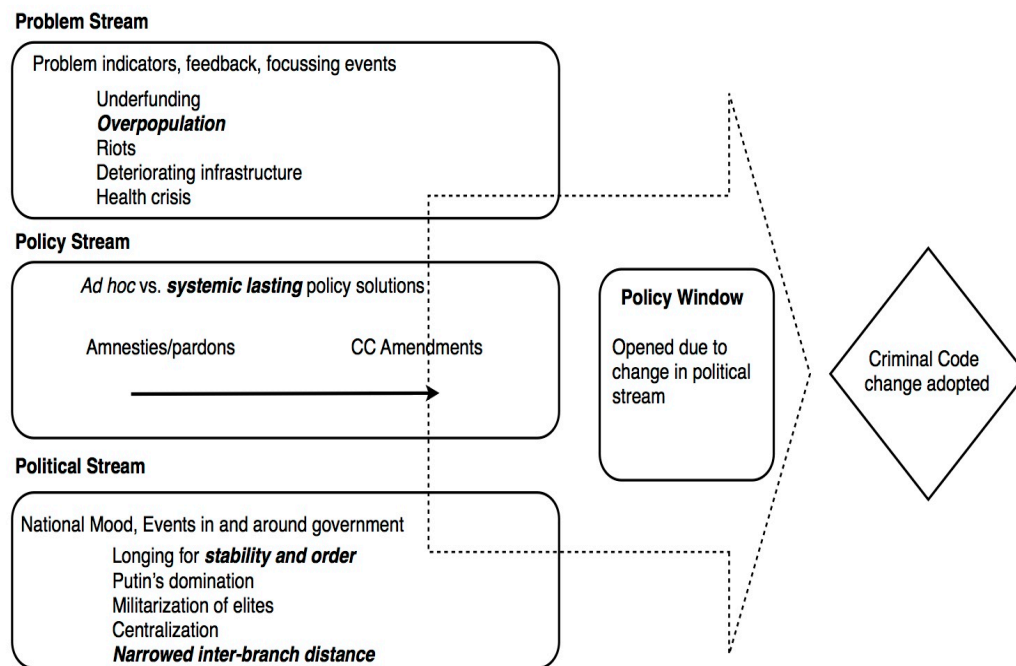 Problem Stream
Problem indicators, feedback, focussing events
Underfunding
Overpopulation
Riots
Deteriorating infrastructure
Health crisis
Policy Stream
Ad hoc vs. systemic lasting policy solutions
Amnesties/pardons
CC Amendments
Political Stream
National Mood, Events in and around government
Longing for stability and order
Putin's domination
Militarization of elites
Centralization
Narrowed inter-branch distance
Policy Window
Opened due to
change in political
stream
Criminal Code
change adopted